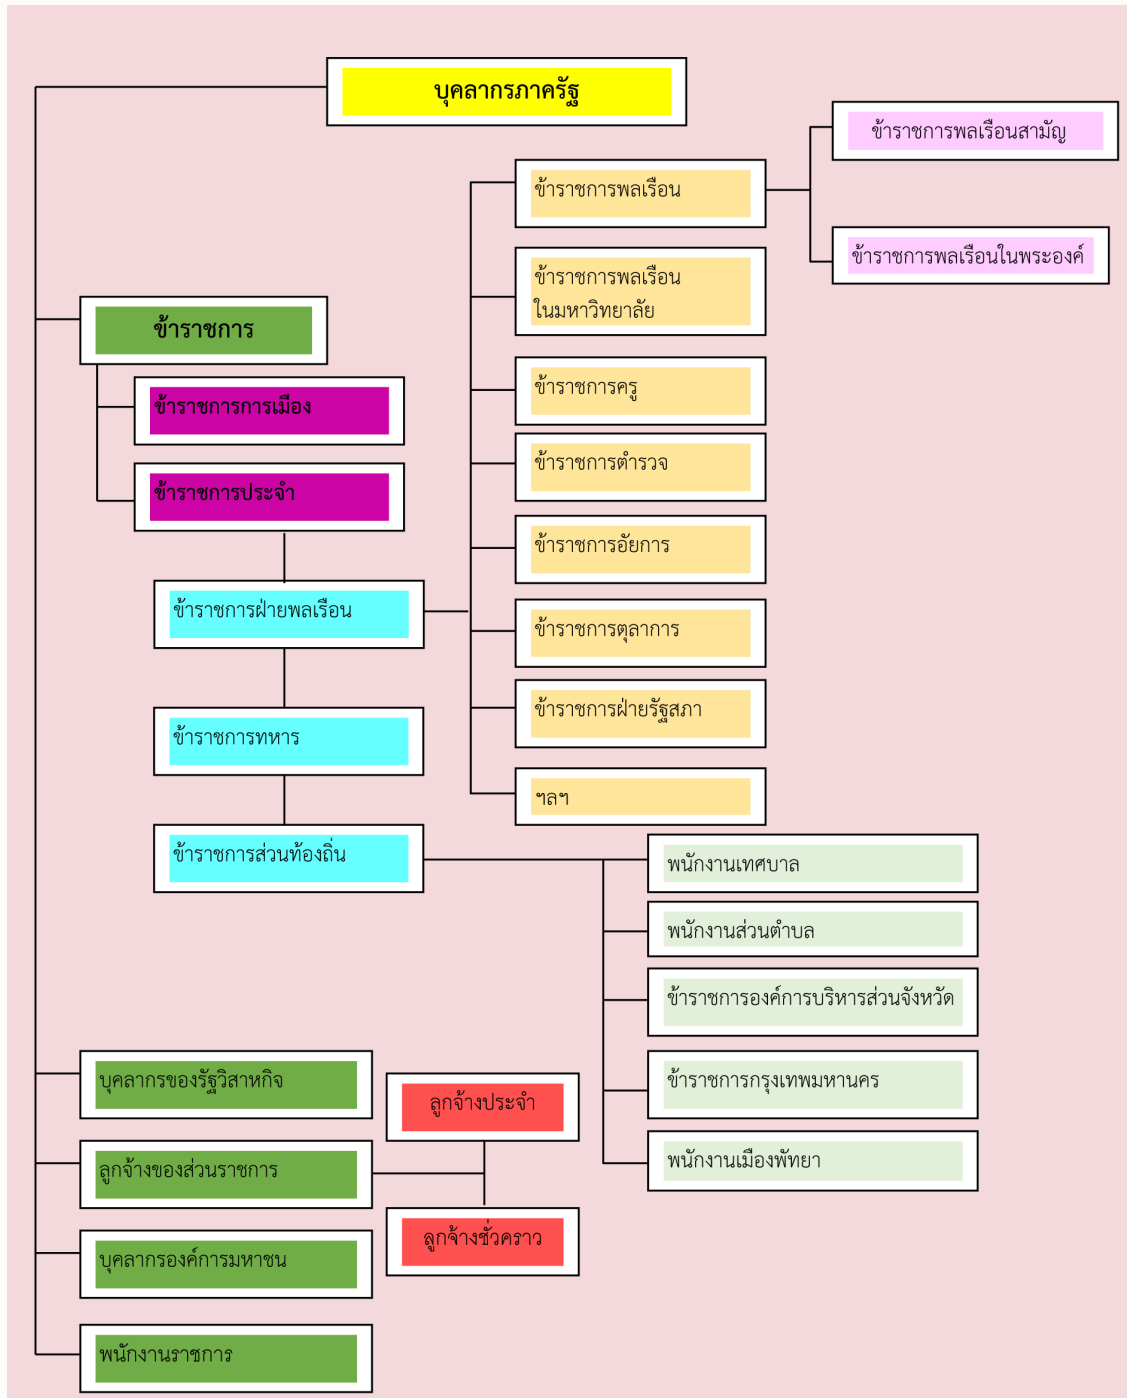 บุคลากรภาครัฐ
ข้าราชการพลเรือนสามัญ
ข้าราชการพลเรือน
ข้าราชการพลเรือนในพระองค์
ข้าราชการพลเรือน
ในมหาวิทยาลัย
ข้าราชการ
ข้าราชการครู
ข้าราชการการเมือง
ข้าราชการตำรวจ
ข้าราชการประจำ
ข้าราชการอัยการ
ข้าราชการฝ่ายพลเรือน
ข้าราชการตุลาการ
ข้าราชการฝ่ายรัฐสภา
ข้าราชการทหาร
ฯลฯ
ข้าราชการส่วนท้องถิ่น
พนักงานเทศบาล
พนักงานส่วนตำบล
ข้าราชการองค์การบริหารส่วนจังหวัด
ข้าราชการกรุงเทพมหานคร
พนักงานเมืองพัทยา
บุคลากรของรัฐวิสาหกิจ
ลูกจ้างประจำ
ลูกจ้างของส่วนราชการ
ลูกจ้างชั่วคราว
บุคลากรองค์การมหาชน
พนักงานราชการ